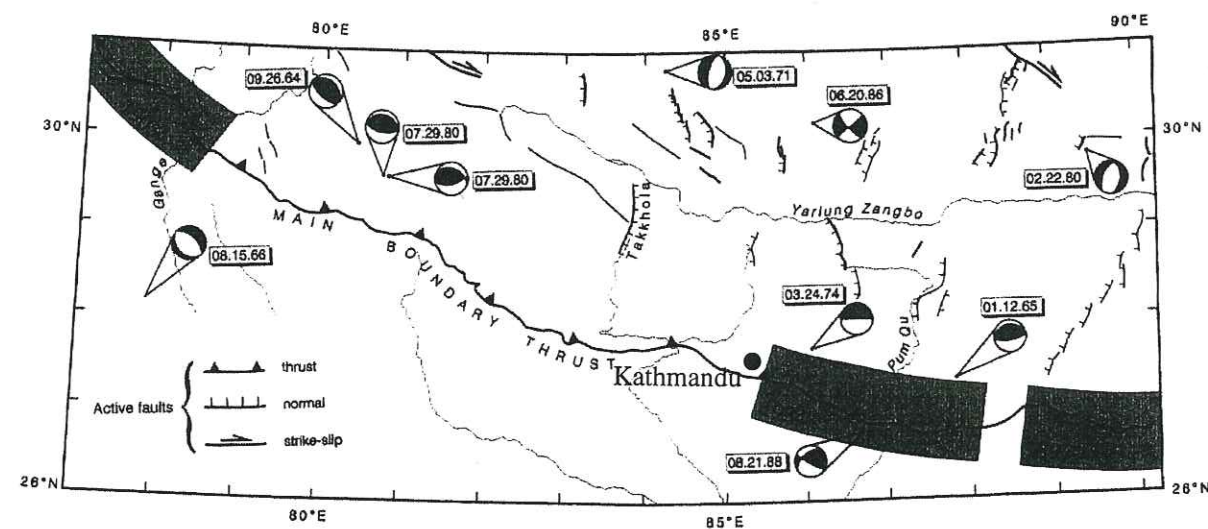 80°E
85°E
90°E
09.26.64
05.03.71
06.20.86
30°N
30°N
07.29.80
07.29.80
02.22.80
Ganga
Takkhola
Yarlung Zangbo
MAIN BOUNDARY THRUST
08.15.66
03.24.74
01.12.65
Pum Qu
Kathmandu
Active faults
thrust
normal
strike-slip
08.21.88
26°N
26°N
80°E
85°E